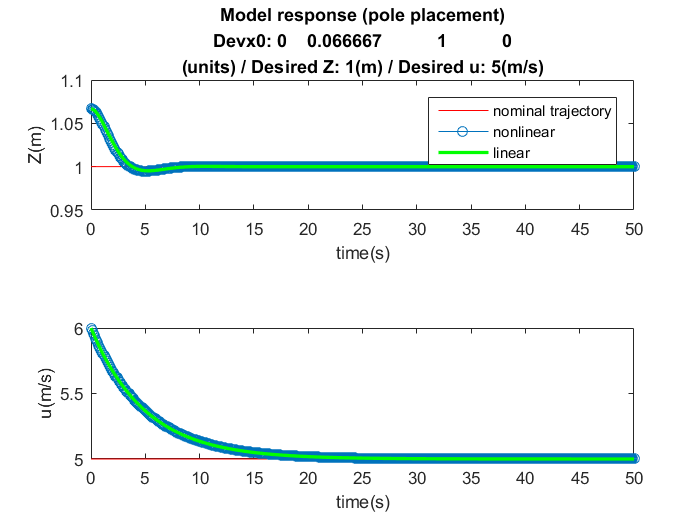 Model response (pole placement)
Devx0: 0 0.066667 1 0
(units) / Desired Z: 1(m) / Desired u: 5(m/s)
1.1
1.05
1
0.95
Z(m)
nominal trajectory
nonlinear
linear
0 5 10 15 20 25 30 35 40 45 50
time(s)
6
5.5
5
u(m/s)
0 5 10 15 20 25 30 35 40 45 50
time(s)